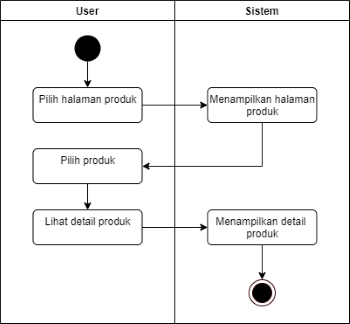 User
Sistem
Pilih halaman produk
Menampilkan halaman
produk
Pilih produk
Lihat detail produk
Menampilkan detail
produk